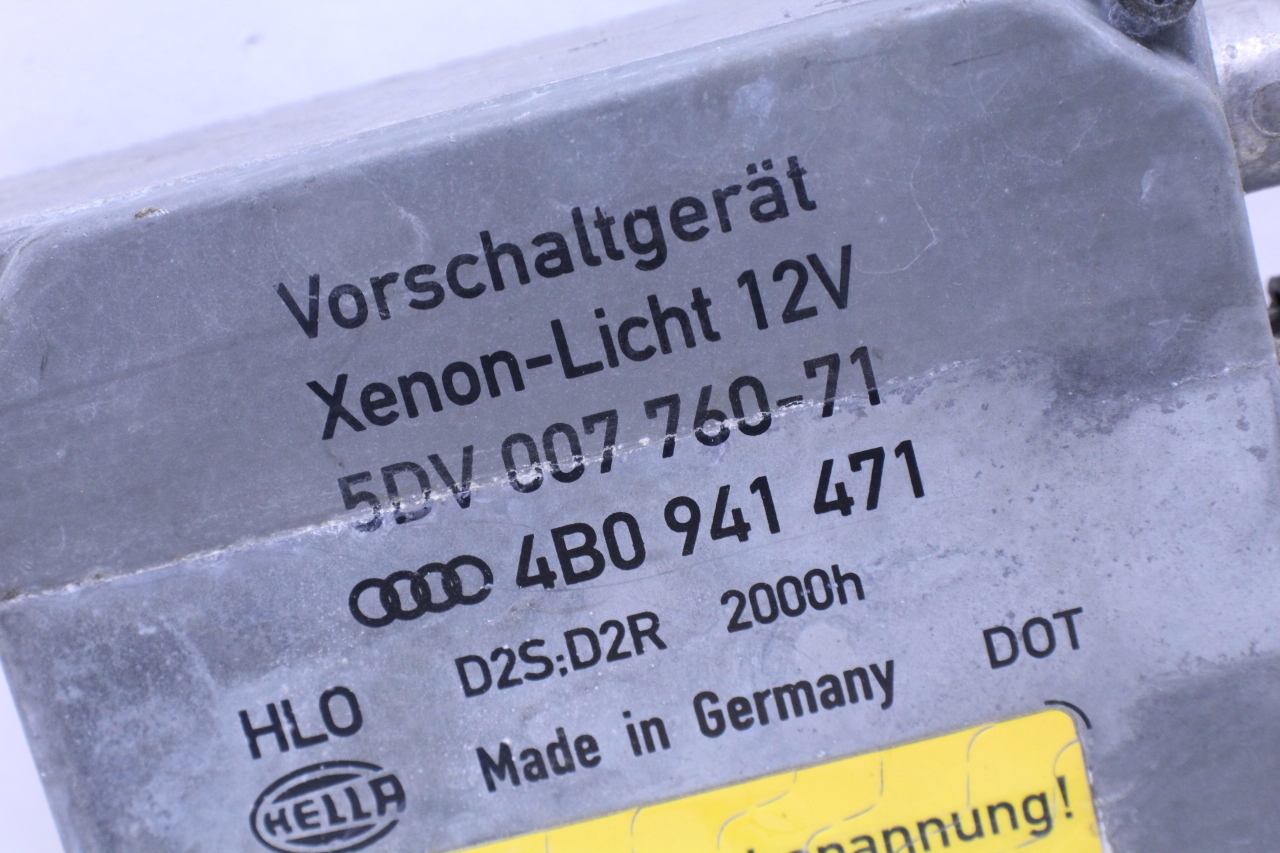 Vorschaltgerät
Xenon-Licht 12V
5DV 007 760-71
4B0 941 471
D2S;D2R 2000h
HLO Made in Germany DOT
HELLA